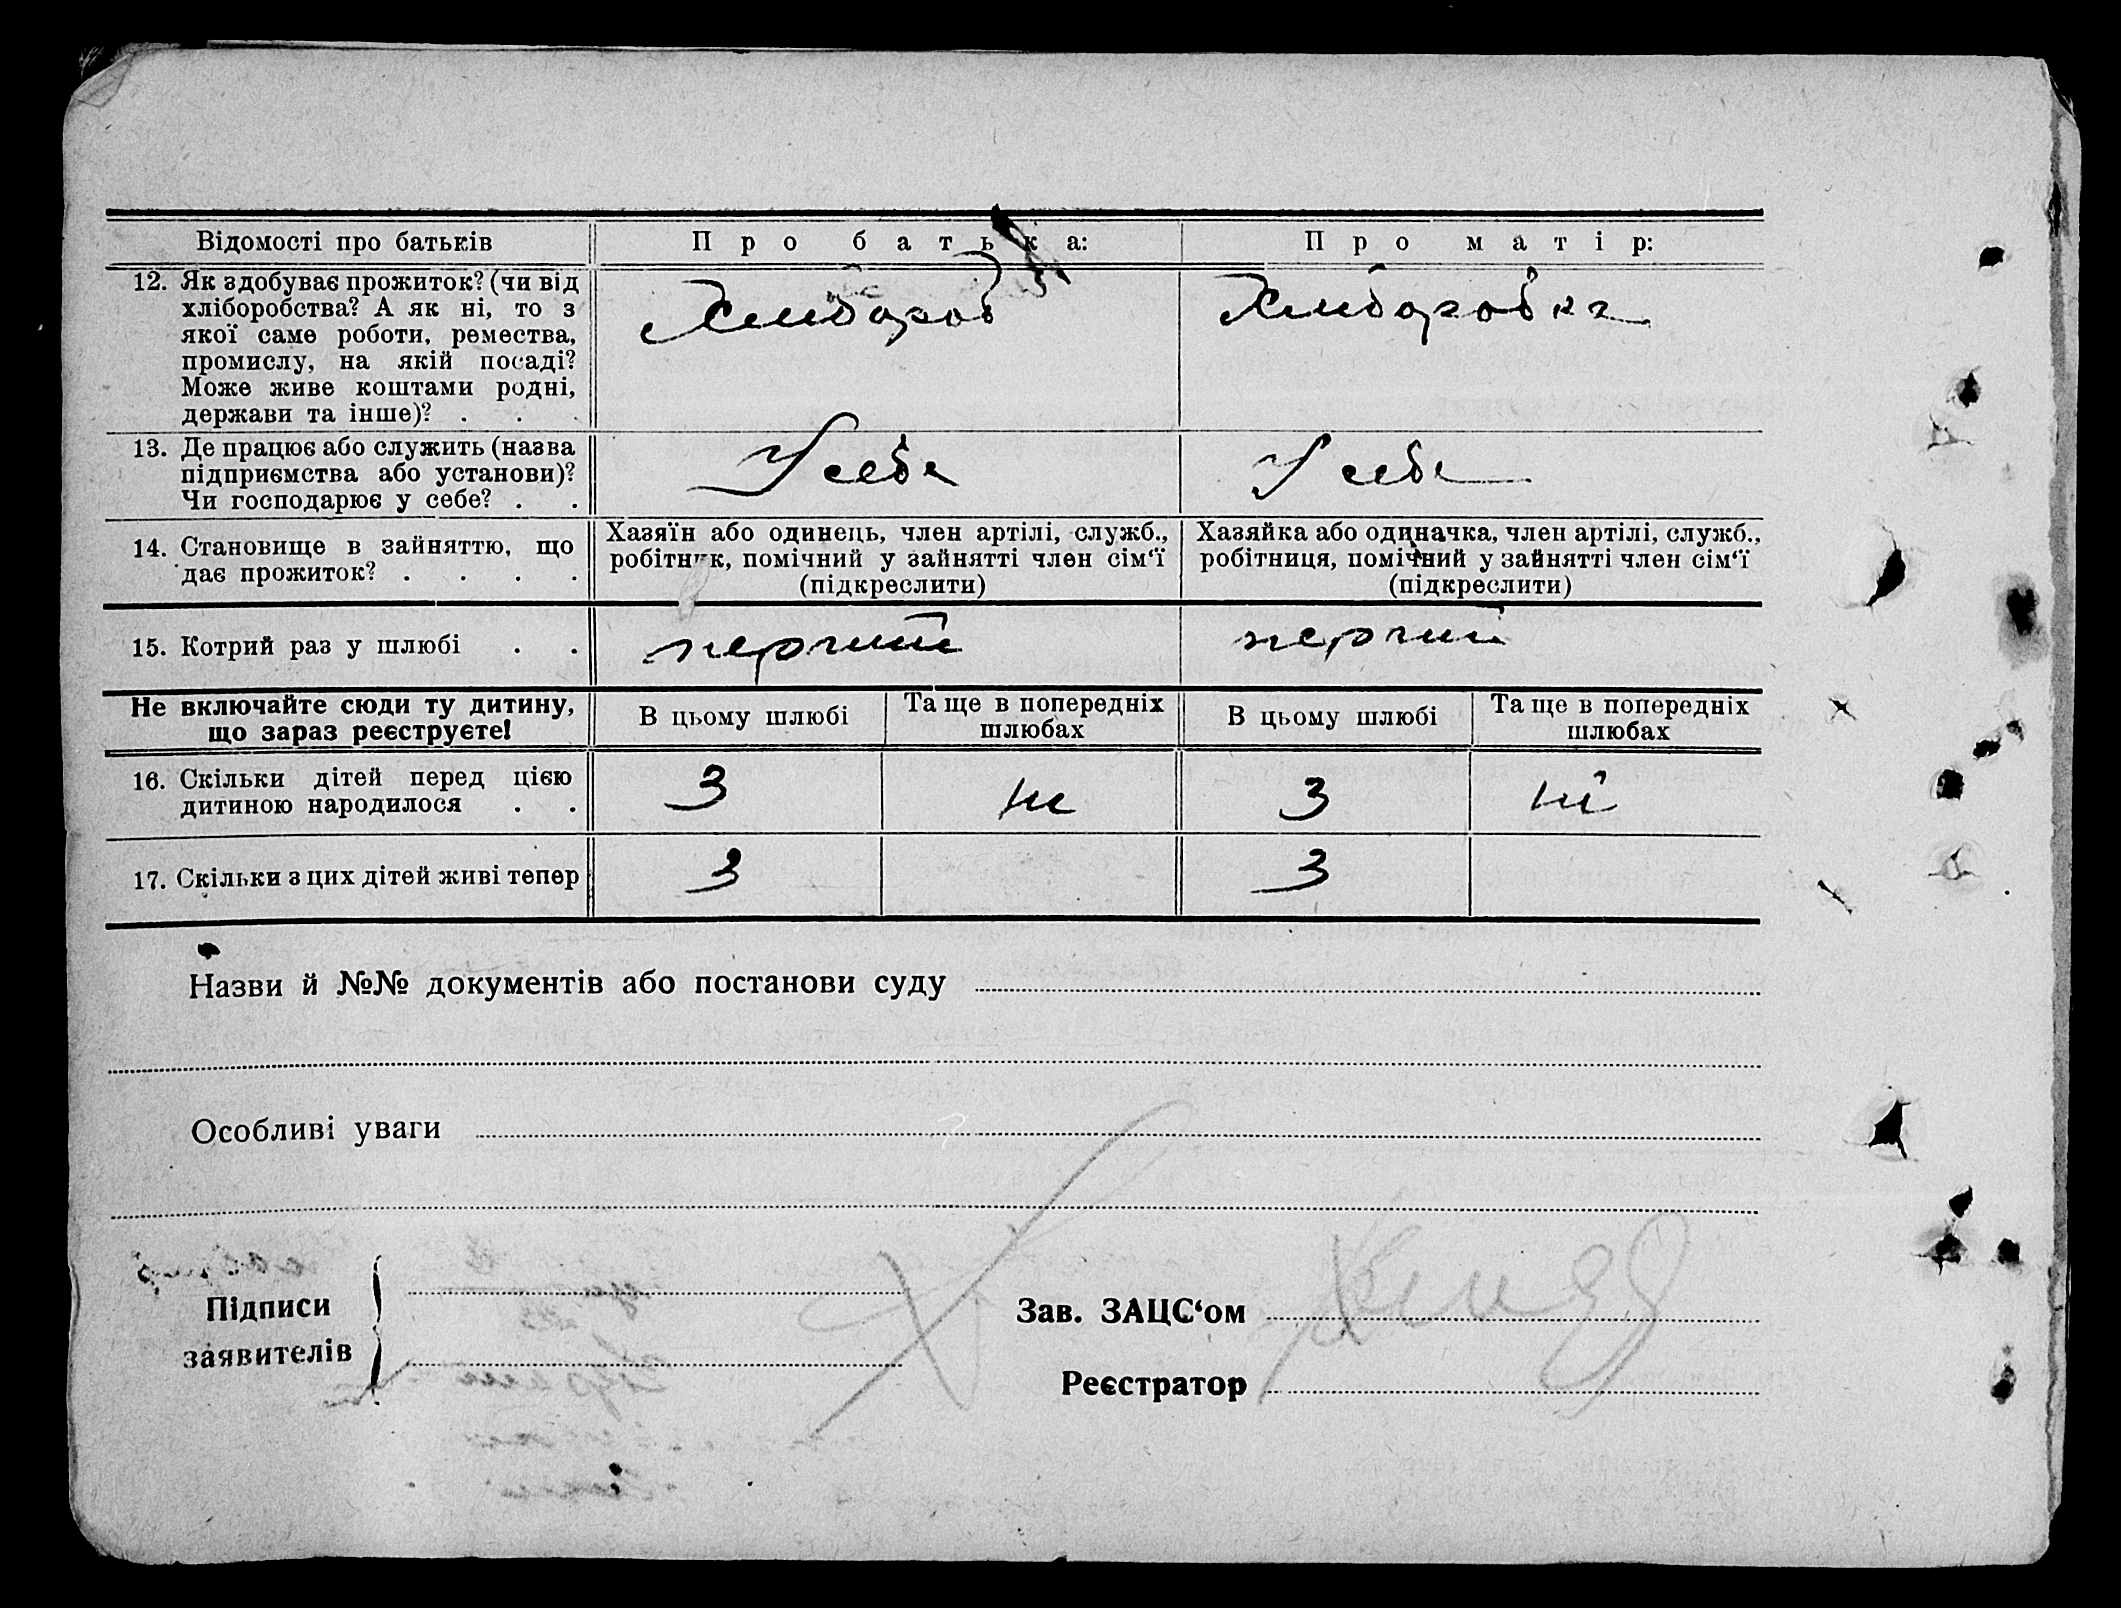 Відомості про батьків
Про батька:
Про матір:
12. Як здобуває прожиток? (чи від
хліборобства? А як ні, то з
якої саме роботи, ремества,
промислу, на якій посаді?
Може живе коштами родні,
держави та інше)? . .
Хлибороб
Хлиборобка
13. Де працює або служить (назва
підприємства або установи)?
Чи господарює у себе? . .
У себе
У себе
14. Становище в зайняттю, що
дає прожиток? . . . .
Хазяїн або одинець, член артілі, служб.,
робітник, помічний у зайнятті член сім'ї
(підкреслити)
Хазяйка або одиначка, член артілі, служб.,
робітниця, помічний у зайнятті член сім'ї
(підкреслити)
15. Котрий раз у шлюбі . .
перчий
перчий
Не включайте сюди ту дитину,
що зараз реєструєте!
В цьому шлюбі
Та ще в попередніх
шлюбах
В цьому шлюбі
Та ще в попередніх
шлюбах
16. Скільки дітей перед цією
дитиною народилося . .
3
ні
3
ні
17. Скільки з цих дітей живі тепер
3
3
Назви й №№ документів або постанови суду
Особливі уваги
Підписи
заявителів
Зав. ЗАЦС'ом
Реєстратор